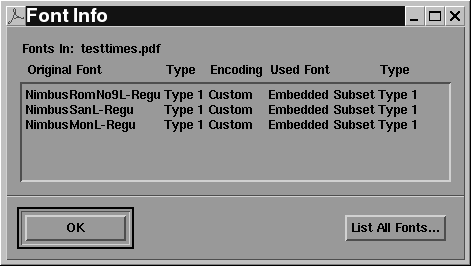 Font Info
Fonts In: testtimes.pdf
Original Font Type Encoding Used Font Type
NimbusRomNo9L-Regu Type 1 Custom Embedded Subset Type 1
NimbusSanL-Regu Type 1 Custom Embedded Subset Type 1
NimbusMonL-Regu Type 1 Custom Embedded Subset Type 1
OK List All Fonts...